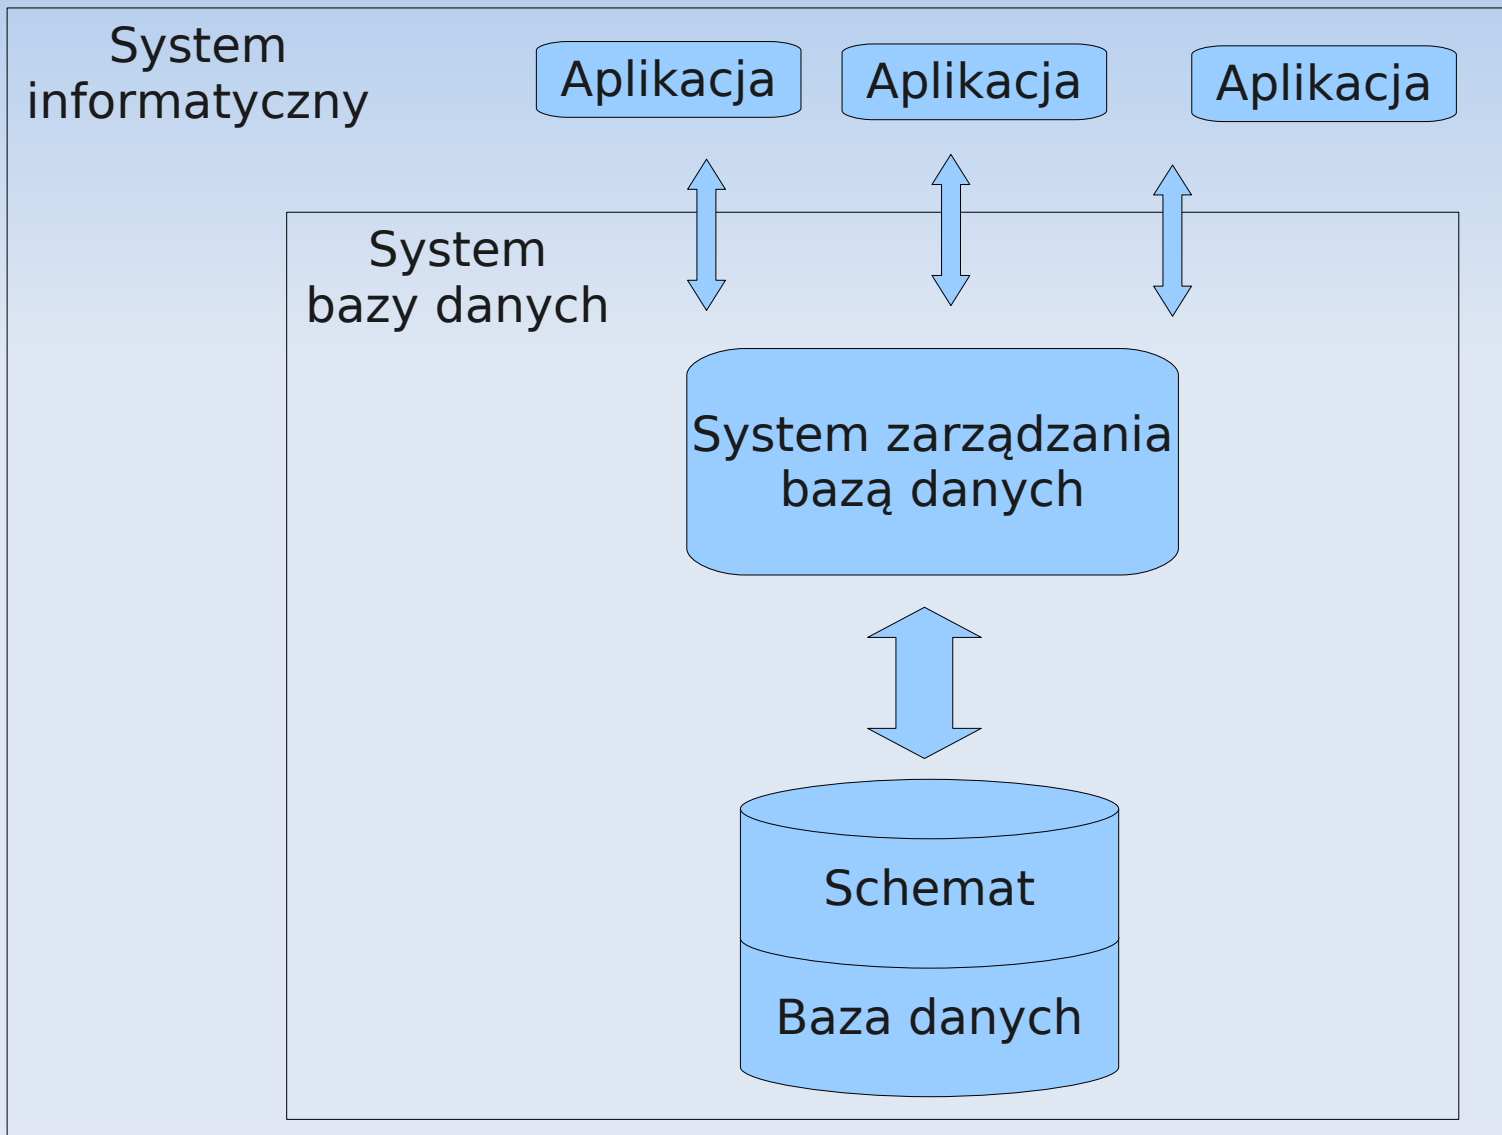 System
informatyczny
Aplikacja
Aplikacja
Aplikacja
System
bazy danych
System zarządzania
bazą danych
Schemat
Baza danych